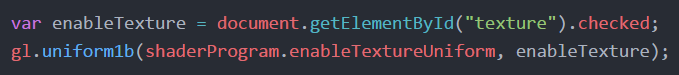 var enableTexture = document.getElementById("texture").checked;
gl.uniform1b(shaderProgram.enableTextureUniform, enableTexture);